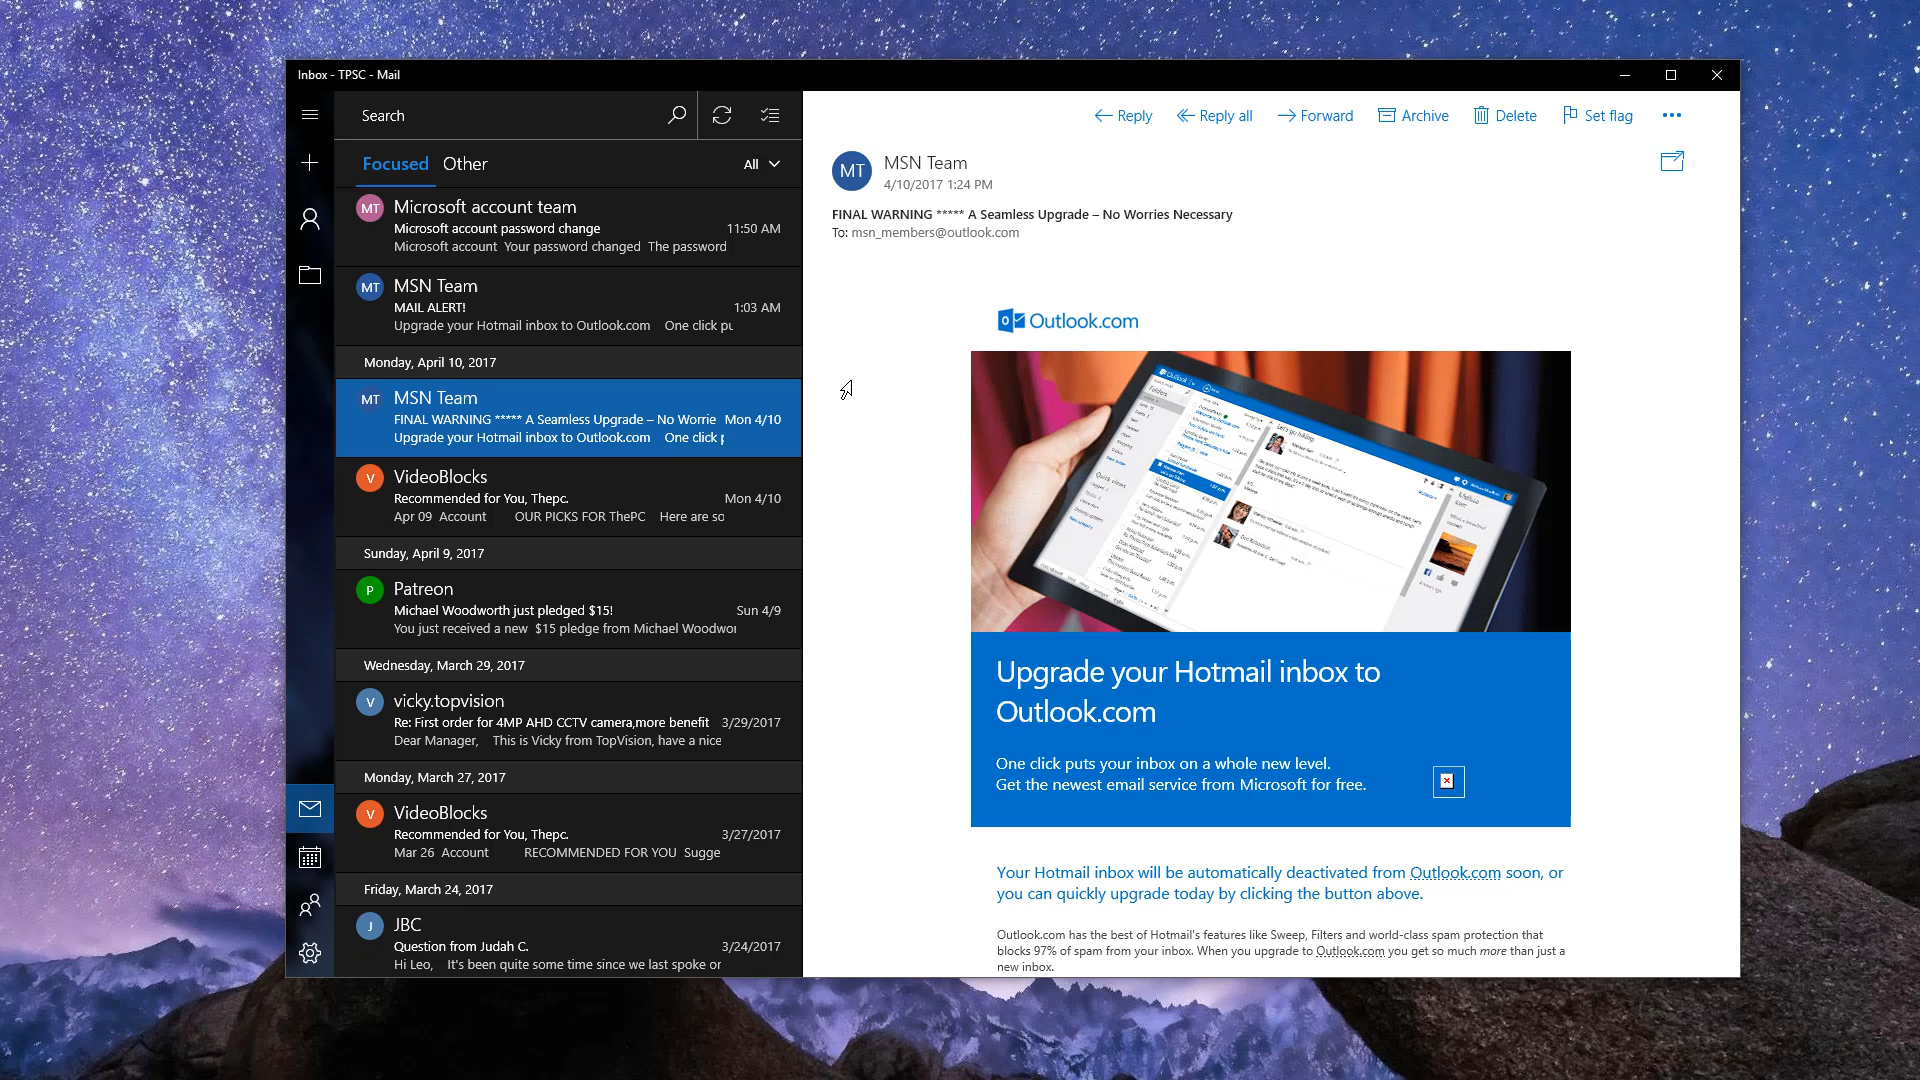 Inbox - TPSC - Mail
Search
Focused Other
All
MT
Microsoft account team
Microsoft account password change 11:50 AM
Microsoft account Your password changed The password
MT
MSN Team
MAIL ALERT! 1:03 AM
Upgrade your Hotmail inbox to Outlook.com One click pu
Monday, April 10, 2017
MT
MSN Team
FINAL WARNING ***** A Seamless Upgrade – No Worrie Mon 4/10
Upgrade your Hotmail inbox to Outlook.com One click p
V
VideoBlocks
Recommended for You, Thepc. Mon 4/10
Apr 09 Account OUR PICKS FOR ThePC Here are so
Sunday, April 9, 2017
P
Patreon
Michael Woodworth just pledged $15! Sun 4/9
You just received a new $15 pledge from Michael Woodwor
Wednesday, March 29, 2017
V
vicky.topvision
Re: First order for 4MP AHD CCTV camera,more benefit 3/29/2017
Dear Manager, This is Vicky from TopVision, have a nice
Monday, March 27, 2017
V
VideoBlocks
Recommended for You, Thepc. 3/27/2017
Mar 26 Account RECOMMENDED FOR YOU Sugge
Friday, March 24, 2017
J
JBC
Question from Judah C. 3/24/2017
Hi Leo, It's been quite some time since we last spoke or
Reply Reply all Forward Archive Delete Set flag
MT
MSN Team
4/10/2017 1:24 PM
FINAL WARNING ***** A Seamless Upgrade – No Worries Necessary
To: msn_members@outlook.com
Outlook.com
Outlook
Folders
Quick views
Let's go hiking
Upgrade your Hotmail inbox to
Outlook.com
One click puts your inbox on a whole new level.
Get the newest email service from Microsoft for free.
Your Hotmail inbox will be automatically deactivated from Outlook.com soon, or
you can quickly upgrade today by clicking the button above.
Outlook.com has the best of Hotmail's features like Sweep, Filters and world-class spam protection that
blocks 97% of spam from your inbox. When you upgrade to Outlook.com you get so much more than just a
new inbox.